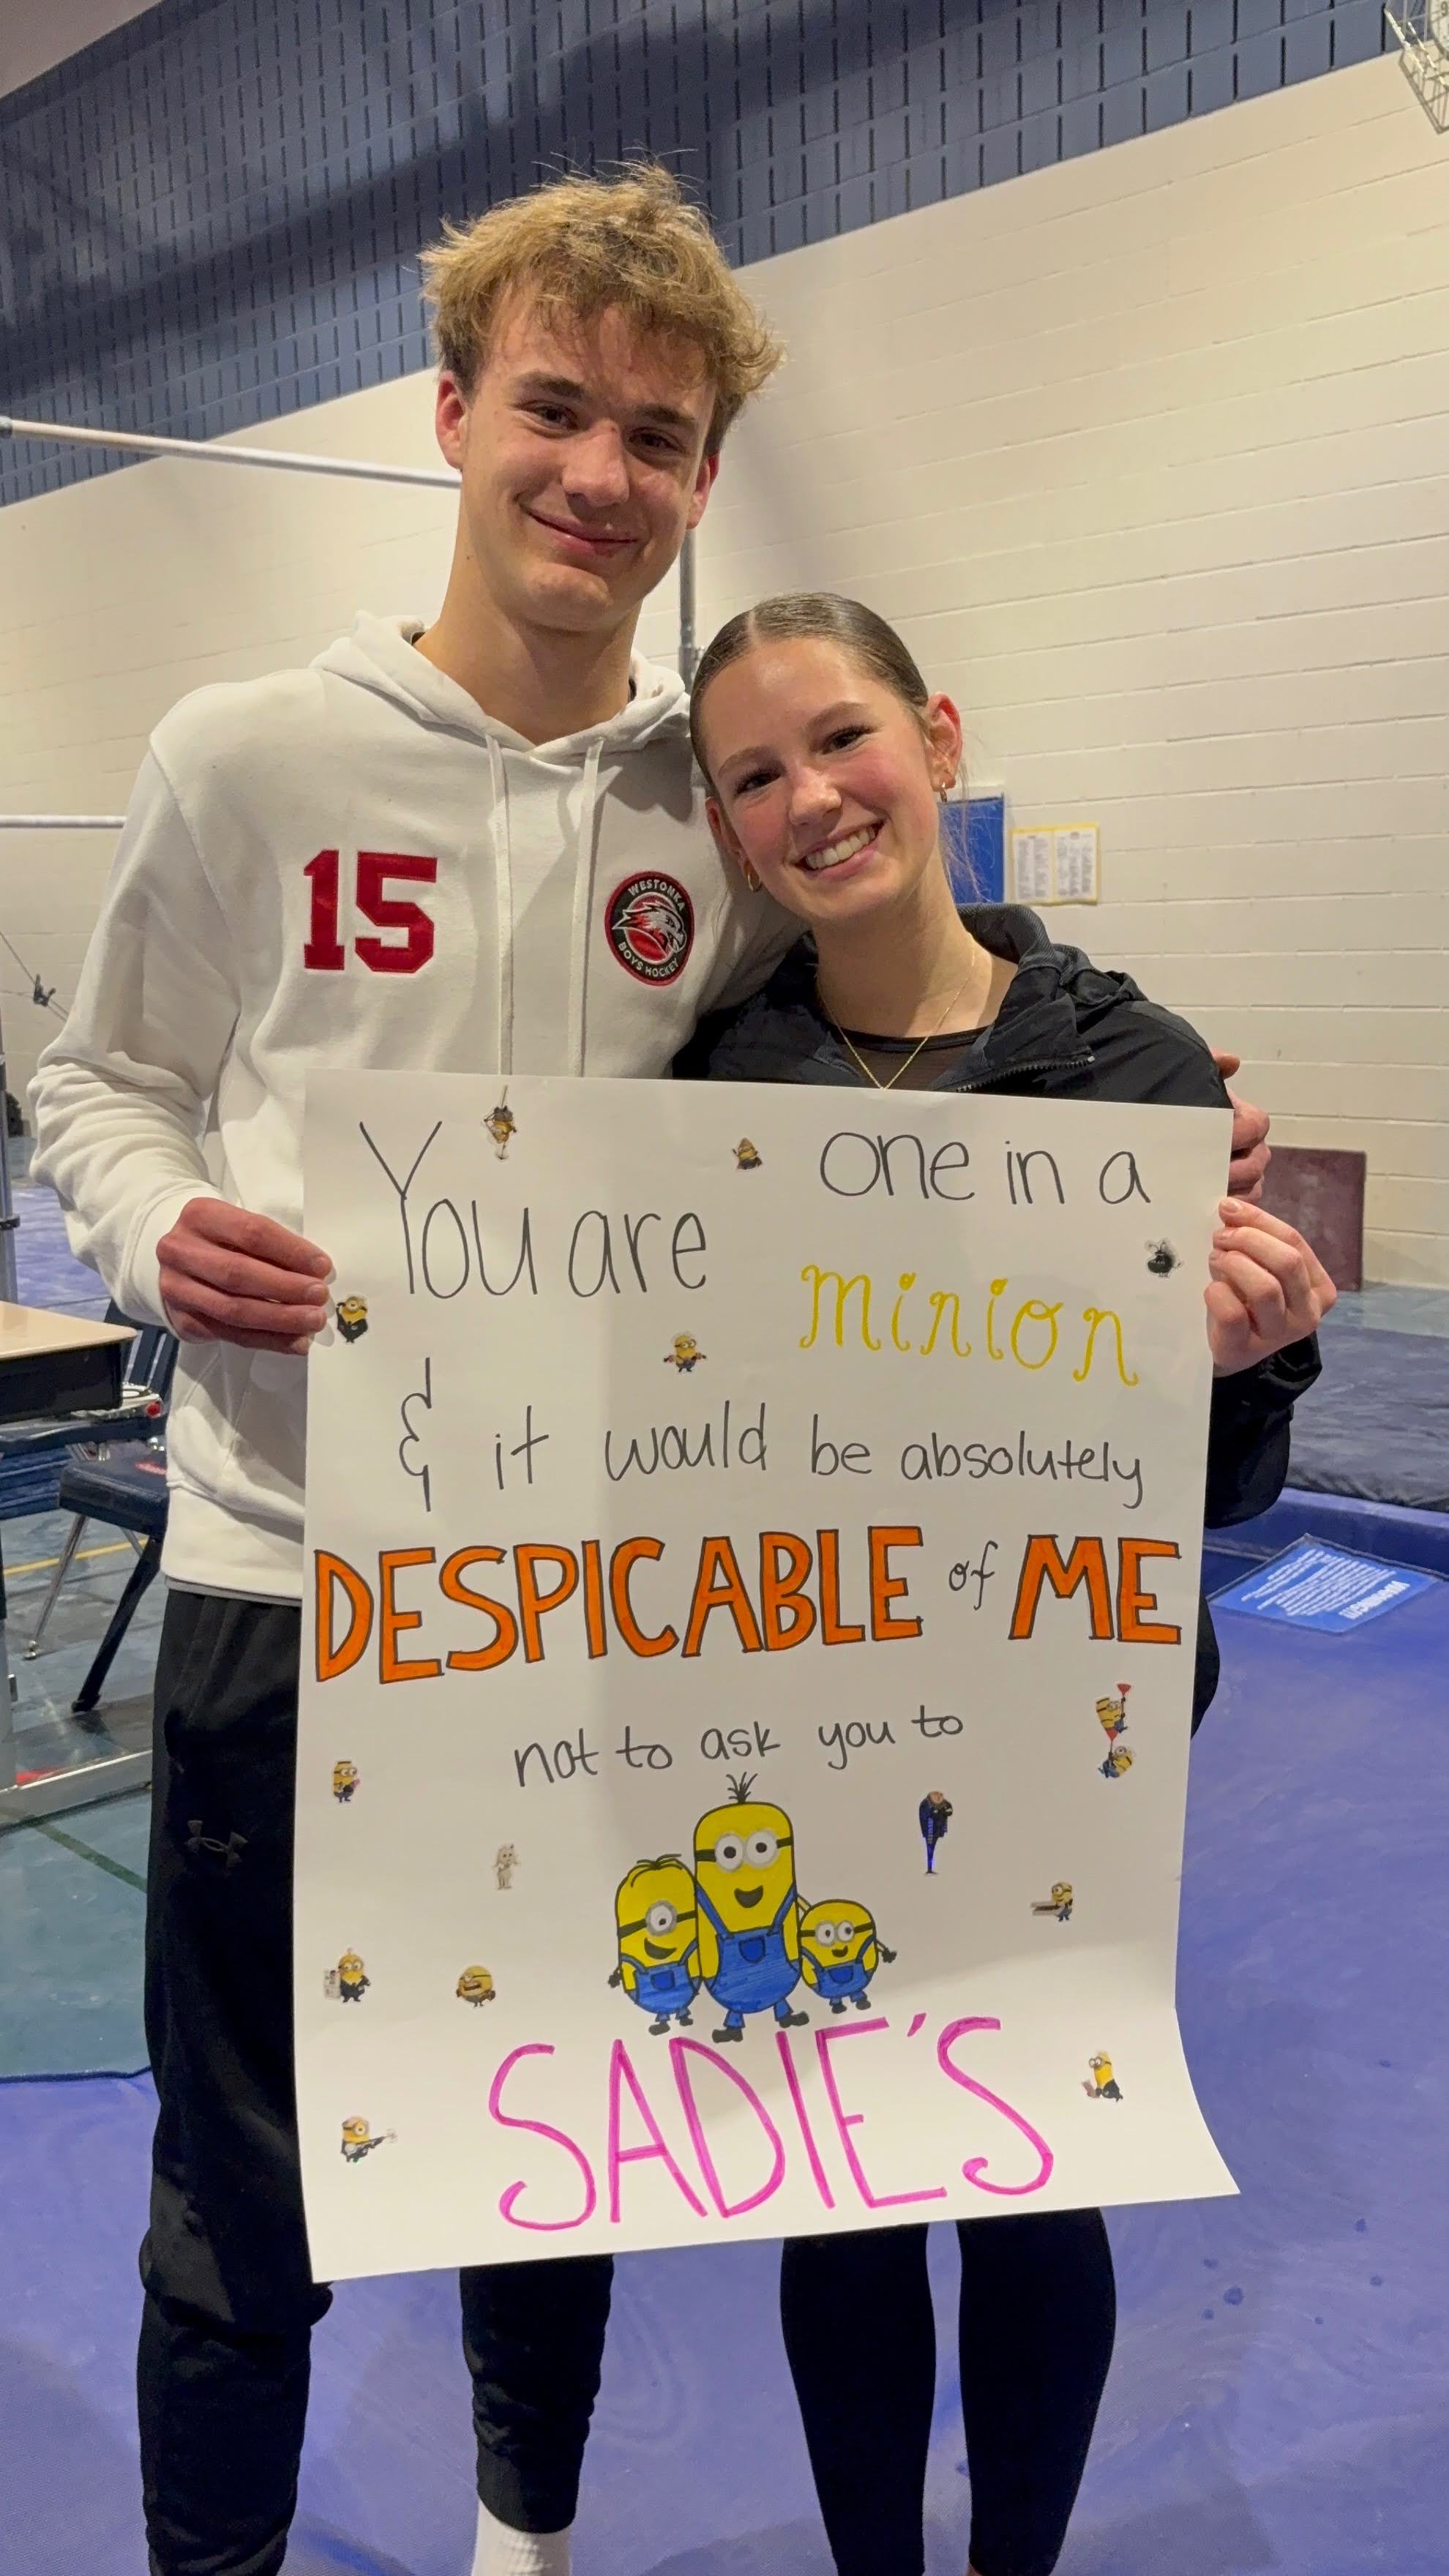 15
WESTONKA
BOYS HOCKEY
You are
one in a
minion
& it would be absolutely
DESPICABLE of ME
not to ask you to
SADIE'S
WARNING!